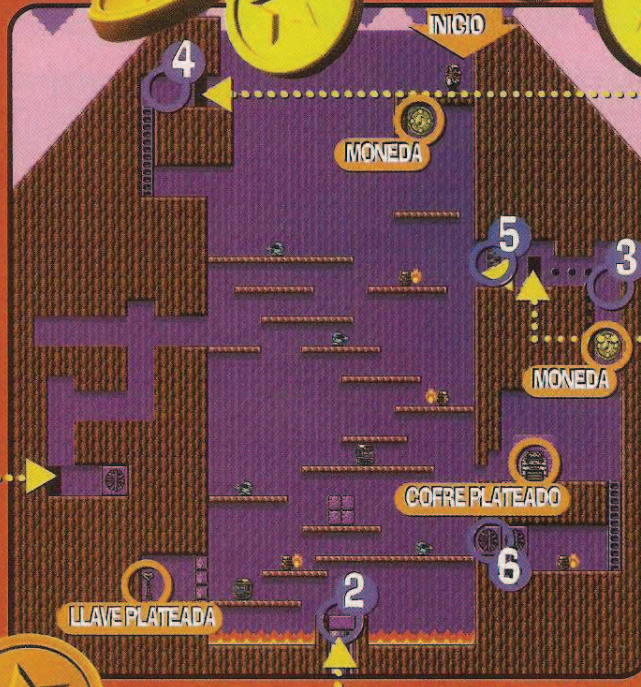 INICIO
4
MONEDA
5
3
MONEDA
COFRE PLATEADO
6
2
LLAVE PLATEADA